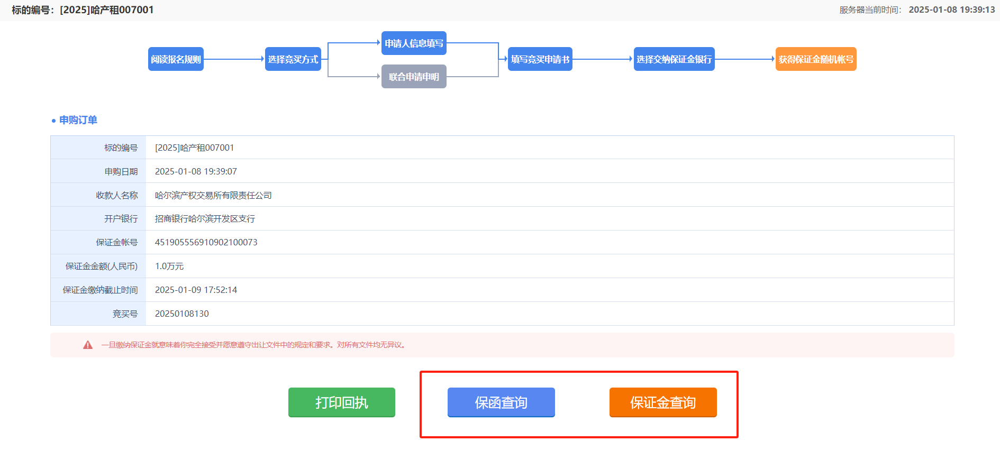 标的编号：[2025]哈产租007001
服务器当前时间： 2025-01-08 19:39:13
阅读报名规则
选择竞买方式
申请人信息填写
联合申请申明
填写竞买申请书
选择交纳保证金银行
获得保证金随机帐号
申购订单
标的编号 [2025]哈产租007001
申购日期 2025-01-08 19:39:07
收款人名称 哈尔滨产权交易所有限责任公司
开户银行 招商银行哈尔滨开发区支行
保证金帐号 451905556910902100073
保证金金额(人民币) 1.0万元
保证金缴纳截止时间 2025-01-09 17:52:14
竞买号 20250108130
一旦缴纳保证金就意味着你完全接受并愿意遵守出让文件中的规定和要求。对所有文件均无异议。
打印回执
保函查询
保证金查询